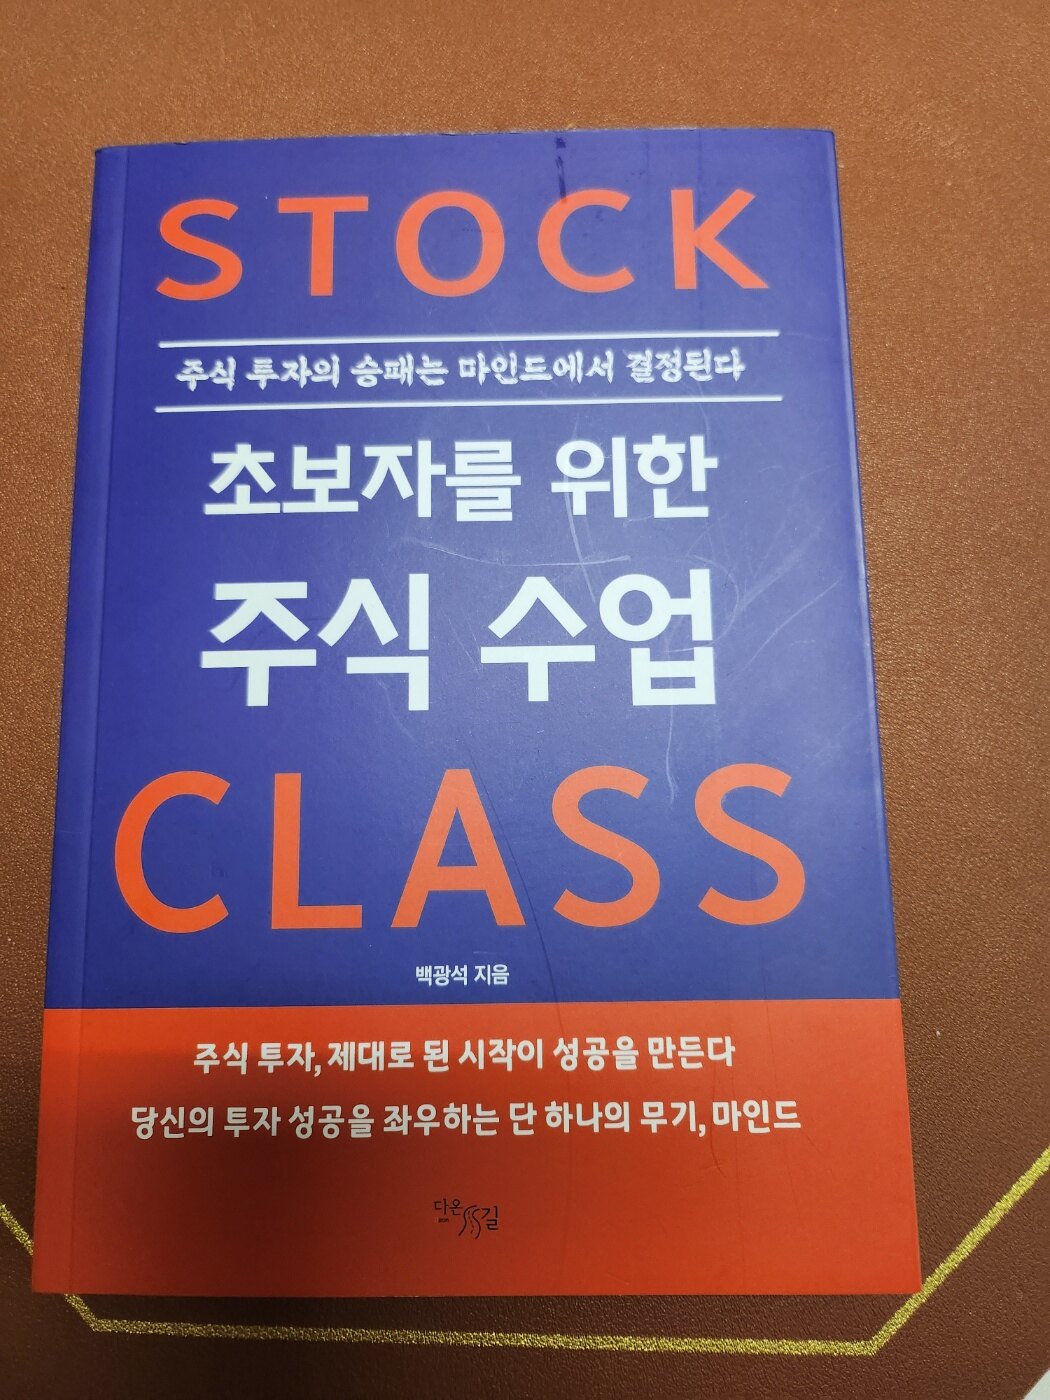 STOCK
주식 투자의 승패는 마인드에서 결정된다
초보자를 위한
주식 수업
CLASS
백광석 지음
주식 투자, 제대로 된 시작이 성공을 만든다
당신의 투자 성공을 좌우하는 단 하나의 무기, 마인드
다온길